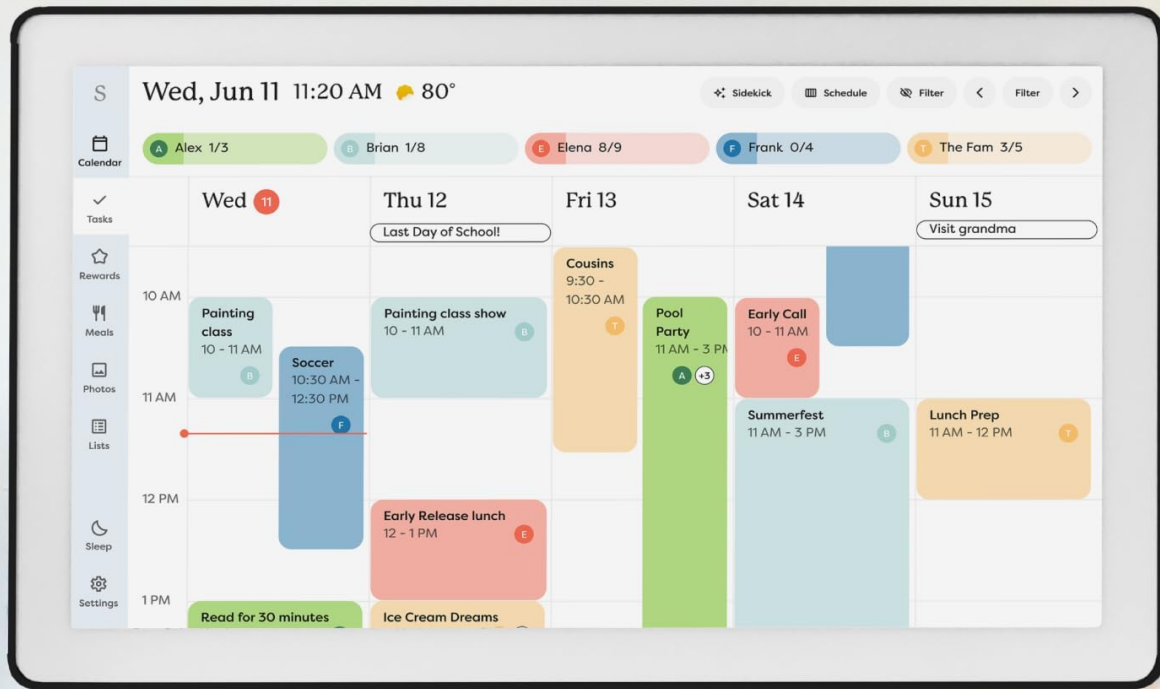 S
Wed, Jun 11 11:20 AM 80°
Sidekick
Schedule
Filter
Filter
Calendar
Tasks
Rewards
Meals
Photos
Lists
Sleep
Settings
A Alex 1/3
B Brian 1/8
E Elena 8/9
F Frank 0/4
T The Fam 3/5
Wed 11
Thu 12
Fri 13
Sat 14
Sun 15
Last Day of School!
Visit grandma
10 AM
11 AM
12 PM
1 PM
Painting
class
10 - 11 AM
B
Soccer
10:30 AM -
12:30 PM
F
Read for 30 minutes
Painting class show
10 - 11 AM
B
Early Release lunch
12 - 1 PM
E
Ice Cream Dreams
Cousins
9:30 -
10:30 AM
T
Pool
Party
11 AM - 3 PM
A +3
Early Call
10 - 11 AM
E
Summerfest
11 AM - 3 PM
B
Lunch Prep
11 AM - 12 PM
T